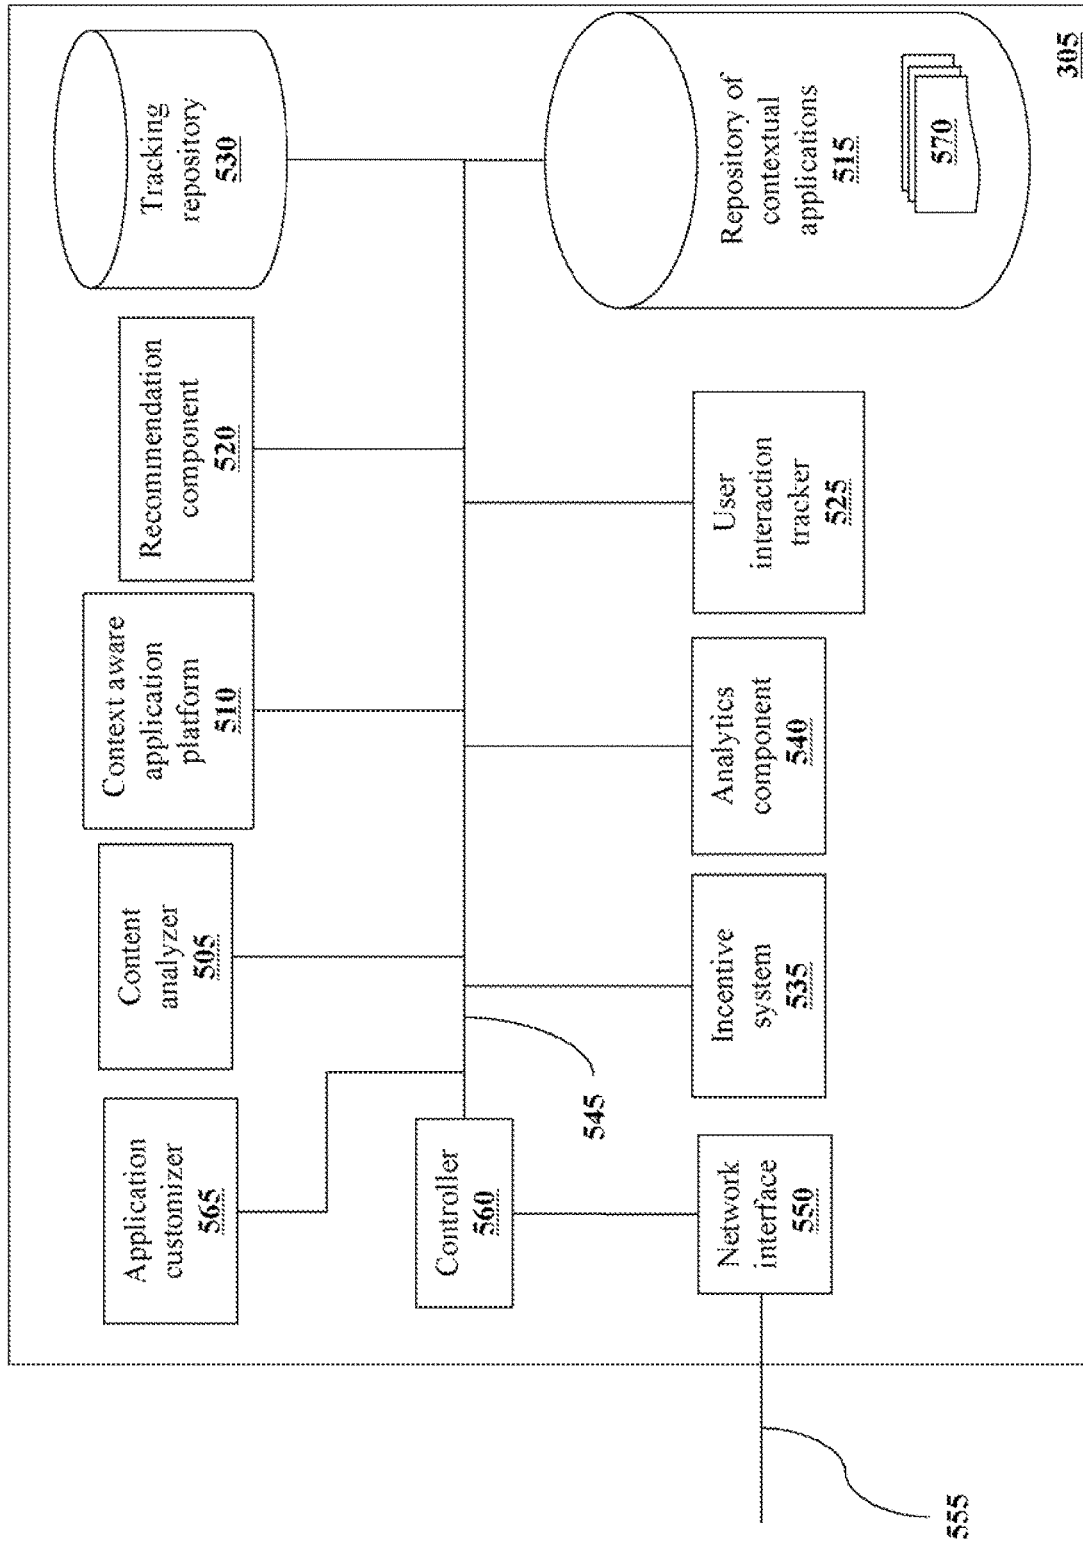 Application
customizer
565
Content
analyzer
505
Context aware
application
platform
510
Recommendation
component
520
Tracking
repository
530
Controller
560
545
Network
interface
550
Incentive
system
535
Analytics
component
540
User
interaction
tracker
525
Repository of
contextual
applications
515
570
555
305